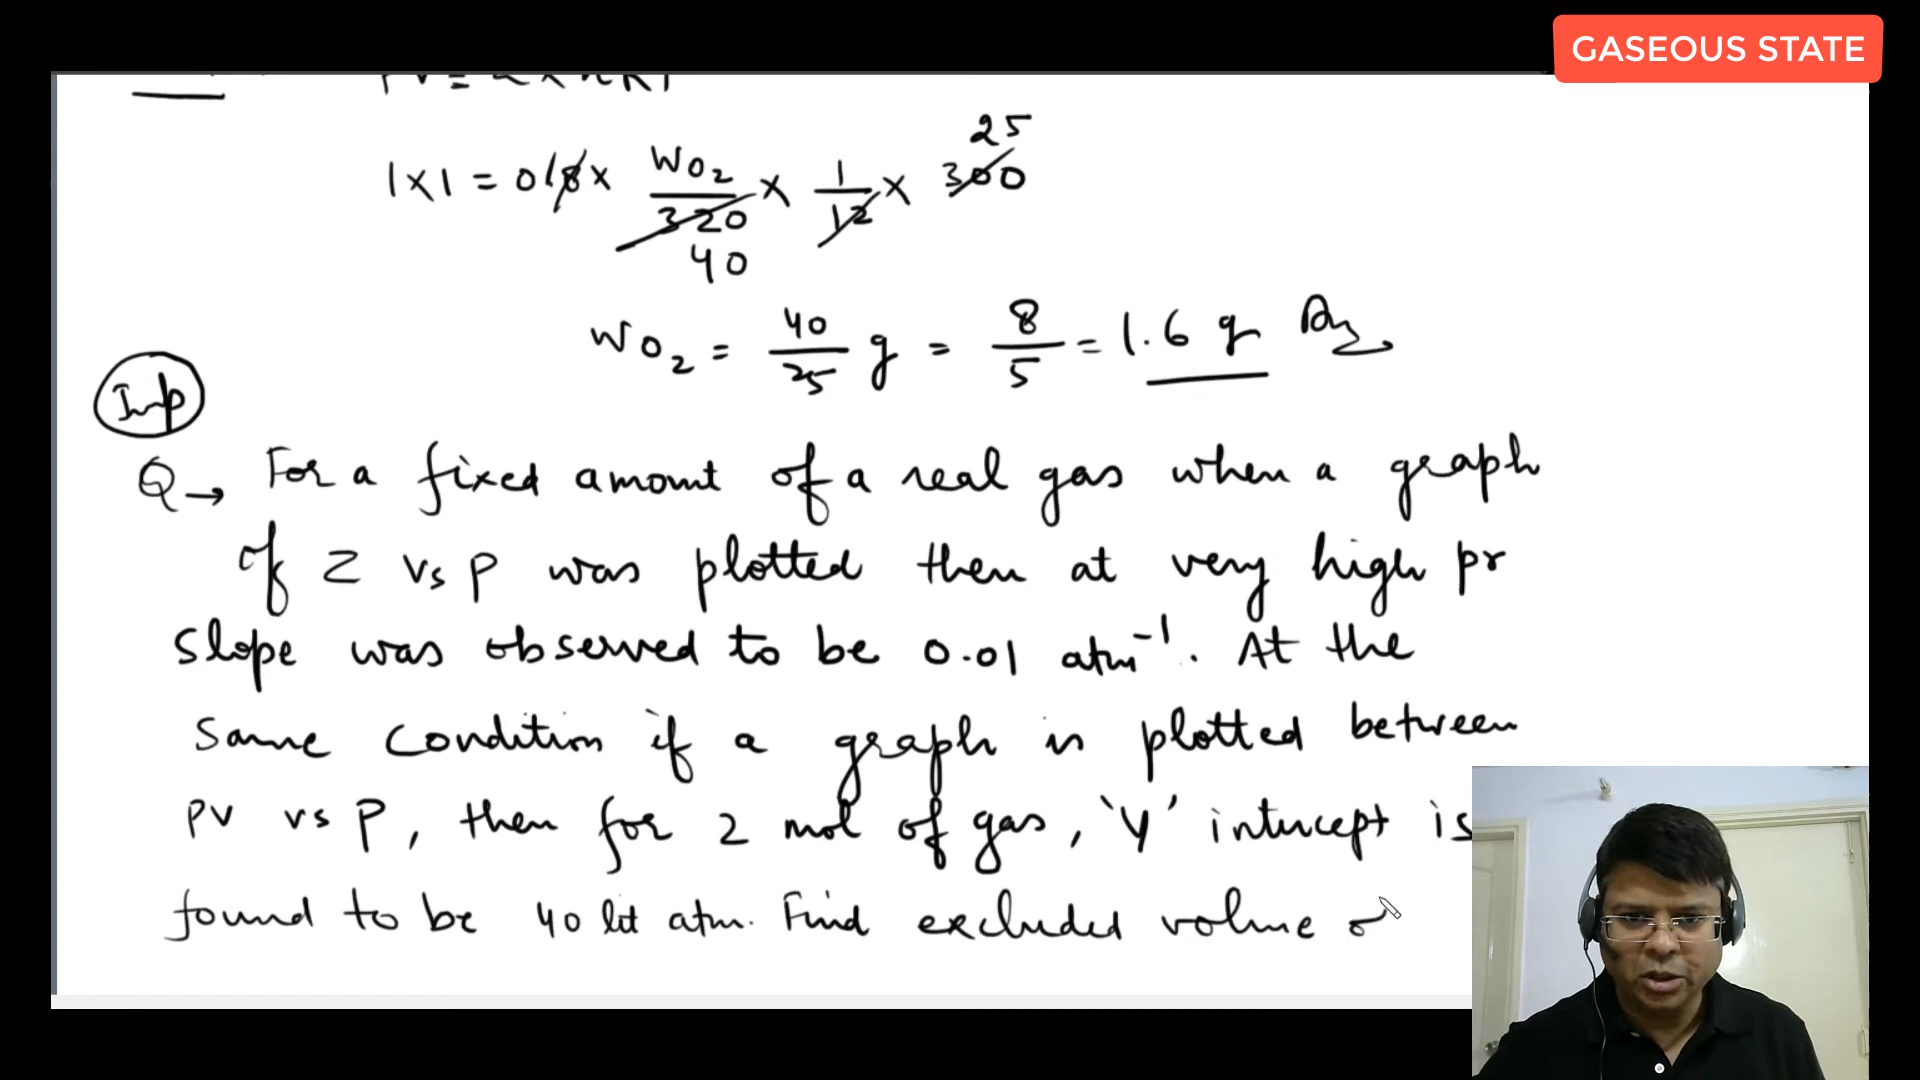 GASEOUS STATE
25
1×1 = 0.8 × WO2 × 1 × 300
320 12
40
WO2 = 40/25 g = 8/5 = 1.6 g Ans
Imp
Q→ For a fixed amount of a real gas when a graph
of Z vs P was plotted then at very high pr
slope was observed to be 0.01 atm⁻¹. At the
same condition if a graph is plotted between
PV vs P, then for 2 mol of gas, 'Y' intercept is
found to be 40 lit atm. Find excluded volume